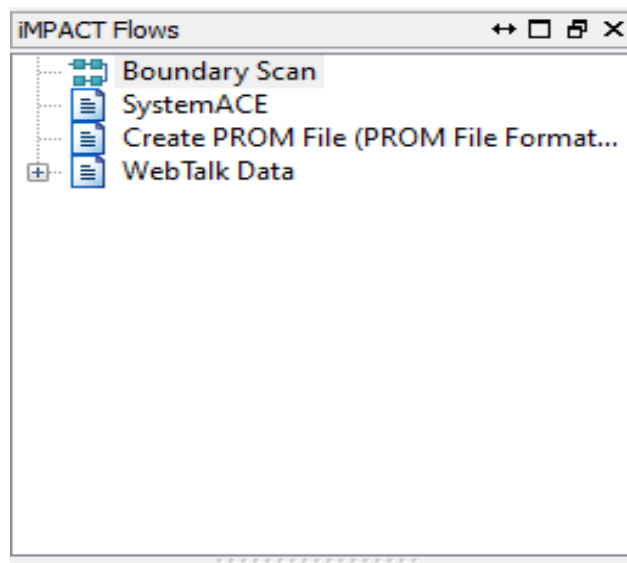 iMPACT Flows
Boundary Scan
SystemACE
Create PROM File (PROM File Format...
WebTalk Data